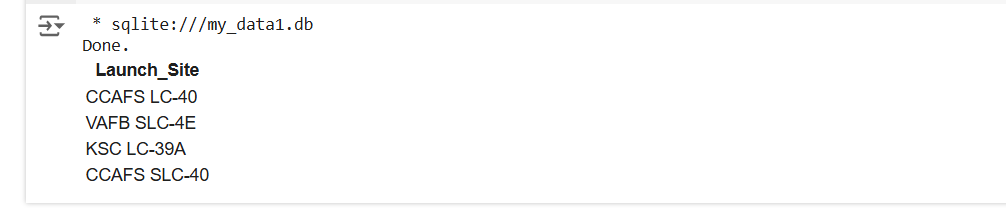 * sqlite:///my_data1.db
Done.
Launch_Site
CCAFS LC-40
VAFB SLC-4E
KSC LC-39A
CCAFS SLC-40